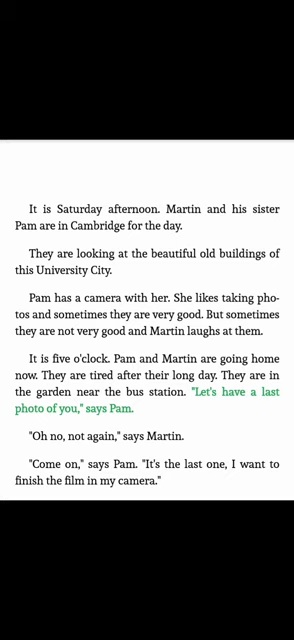 It is Saturday afternoon. Martin and his sister
Pam are in Cambridge for the day.
They are looking at the beautiful old buildings of
this University City.
Pam has a camera with her. She likes taking pho-
tos and sometimes they are very good. But sometimes
they are not very good and Martin laughs at them.
It is five o'clock. Pam and Martin are going home
now. They are tired after their long day. They are in
the garden near the bus station. "Let's have a last
photo of you," says Pam.
"Oh no, not again," says Martin.
"Come on," says Pam. "It's the last one, I want to
finish the film in my camera."